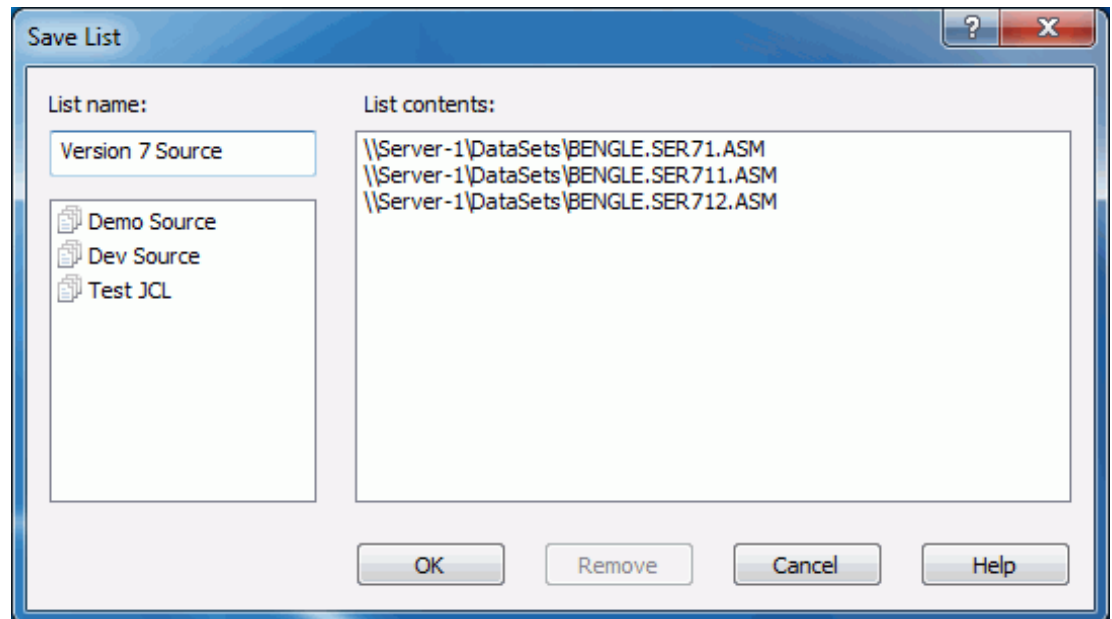 Save List
?
X
List name:
Version 7 Source
Demo Source
Dev Source
Test JCL
List contents:
\\Server-1\DataSets\BENGLE.SER71.ASM
\\Server-1\DataSets\BENGLE.SER711.ASM
\\Server-1\DataSets\BENGLE.SER712.ASM
OK
Remove
Cancel
Help